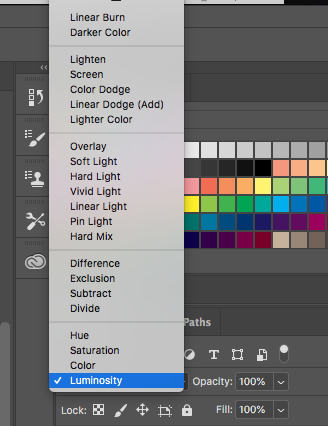 Linear Burn
Darker Color
Lighten
Screen
Color Dodge
Linear Dodge (Add)
Lighter Color
Overlay
Soft Light
Hard Light
Vivid Light
Linear Light
Pin Light
Hard Mix
Difference
Exclusion
Subtract
Divide
Paths
Hue
Saturation
Color
Luminosity
Opacity: 100%
Lock:
Fill: 100%